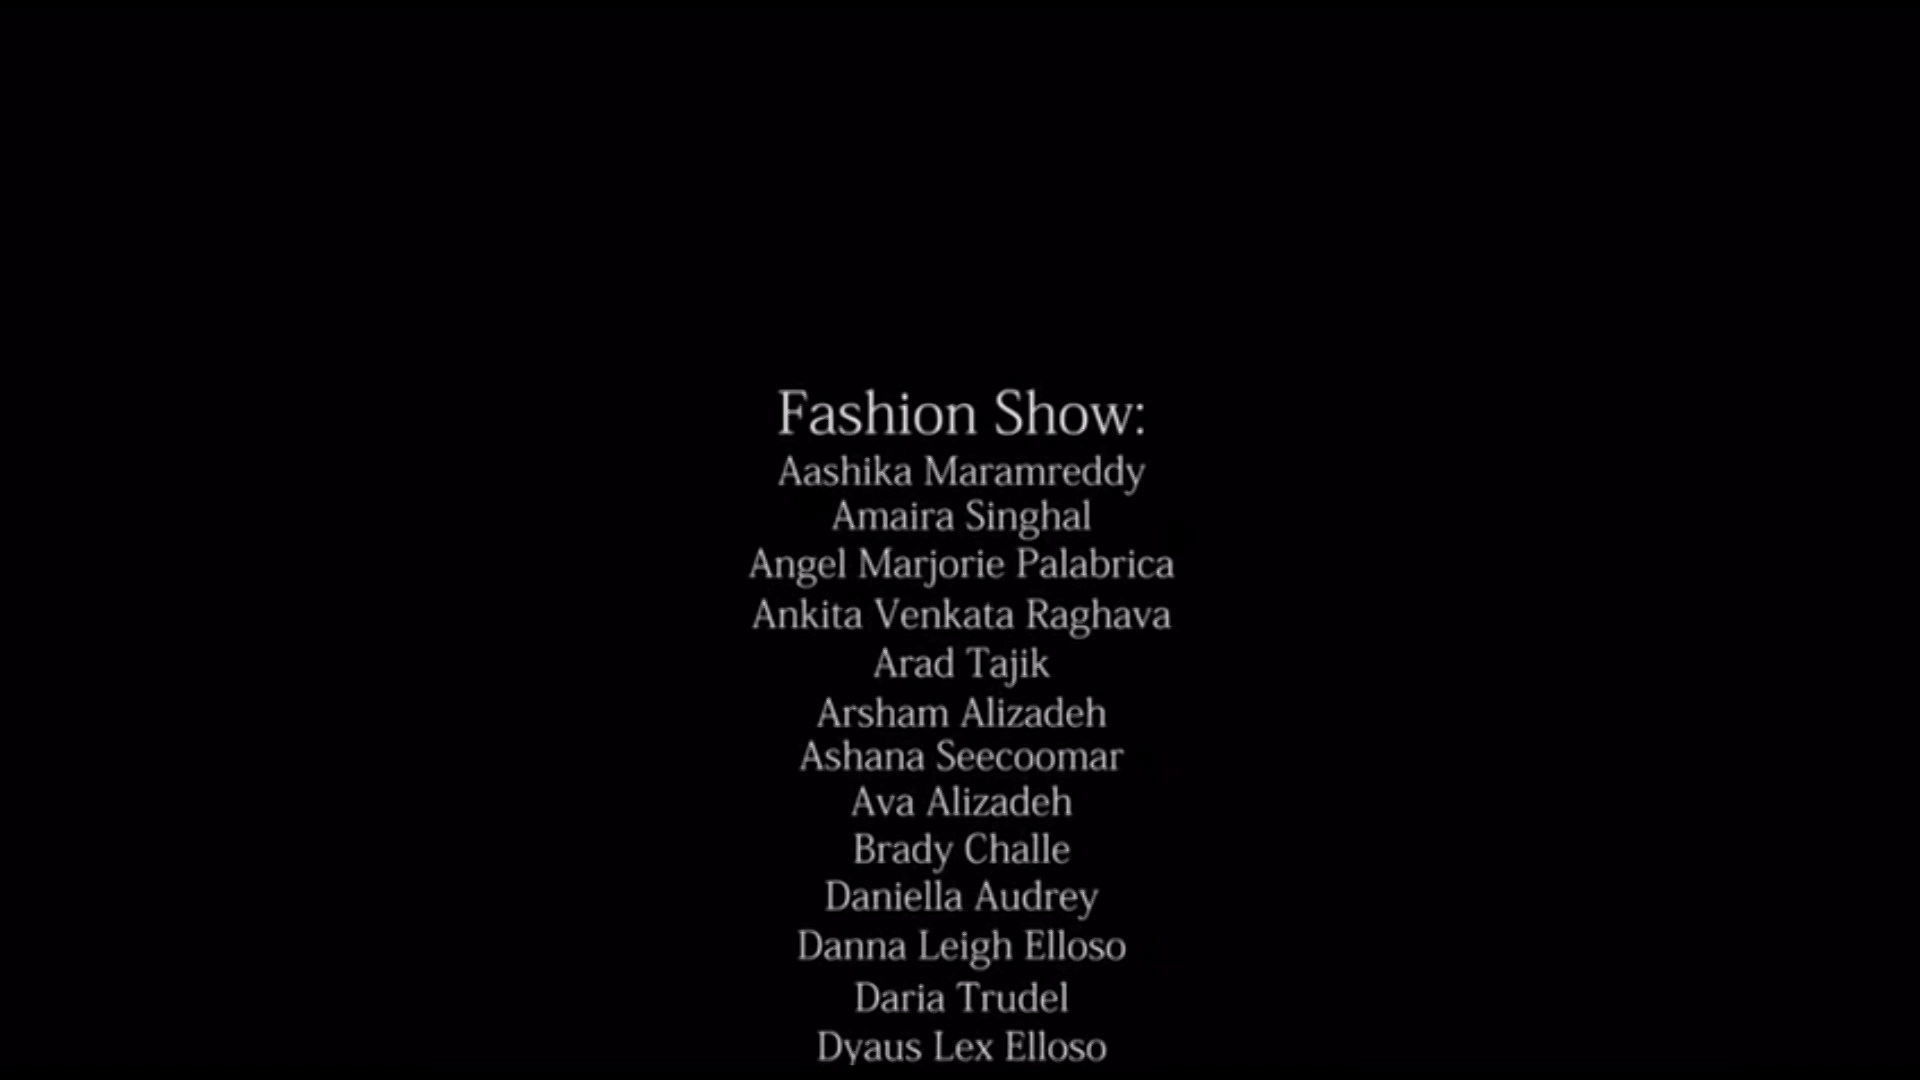 Fashion Show:
Aashika Maramreddy
Amaira Singhal
Angel Marjorie Palabrica
Ankita Venkata Raghava
Arad Tajik
Arsham Alizadeh
Ashana Seecoomar
Ava Alizadeh
Brady Challe
Daniella Audrey
Danna Leigh Elloso
Daria Trudel
Dyaus Lex Elloso